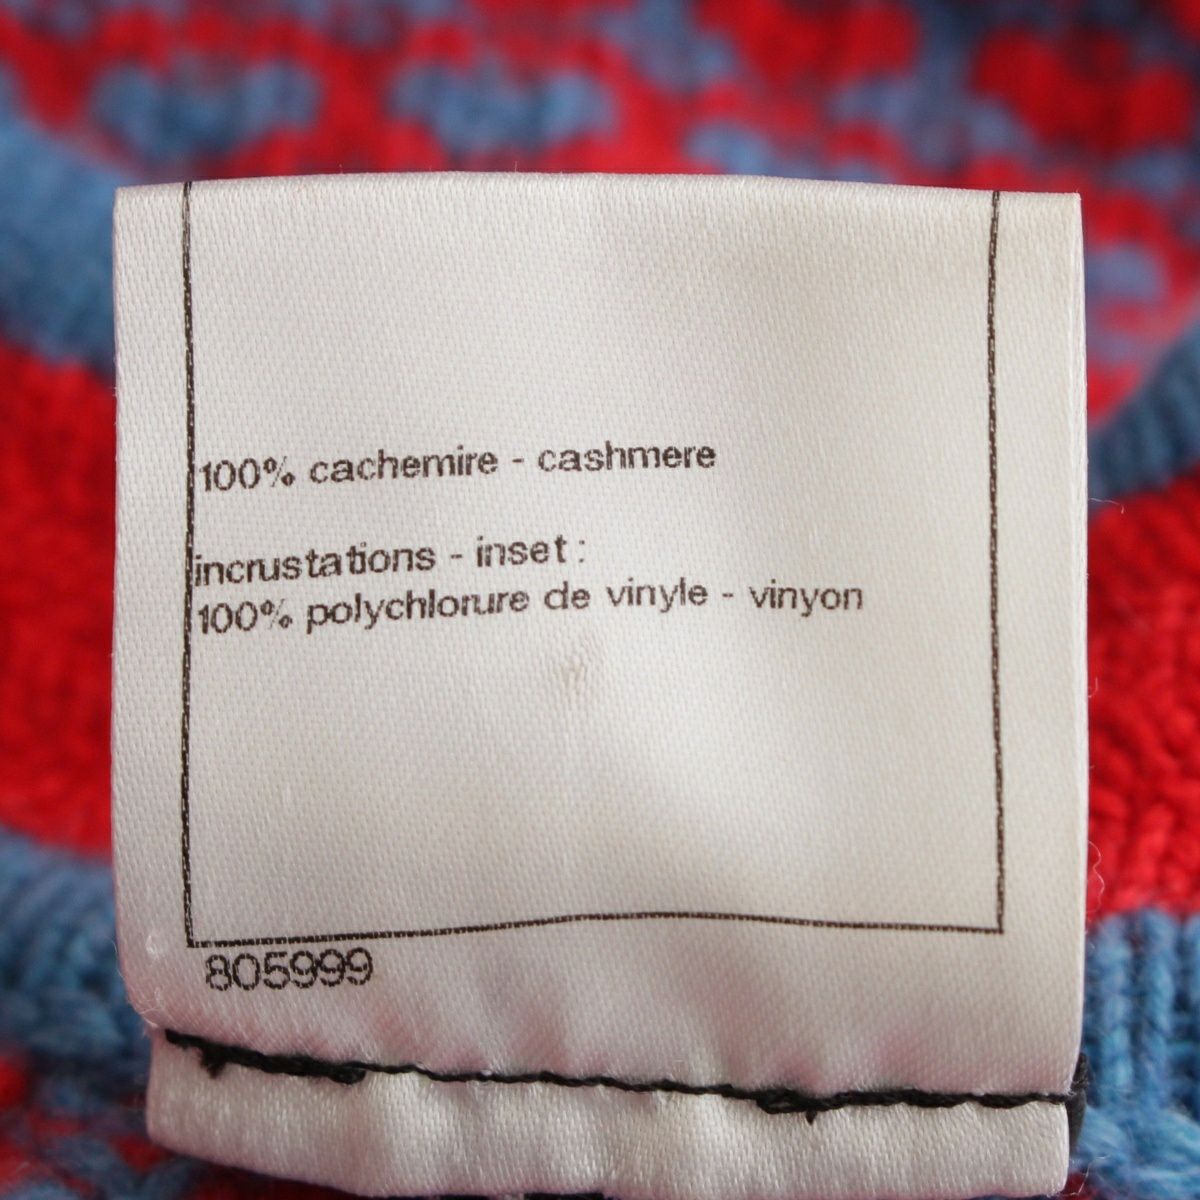 100% cachemire - cashmere
incrustations - inset :
100% polychlorure de vinyle - vinyon
805999